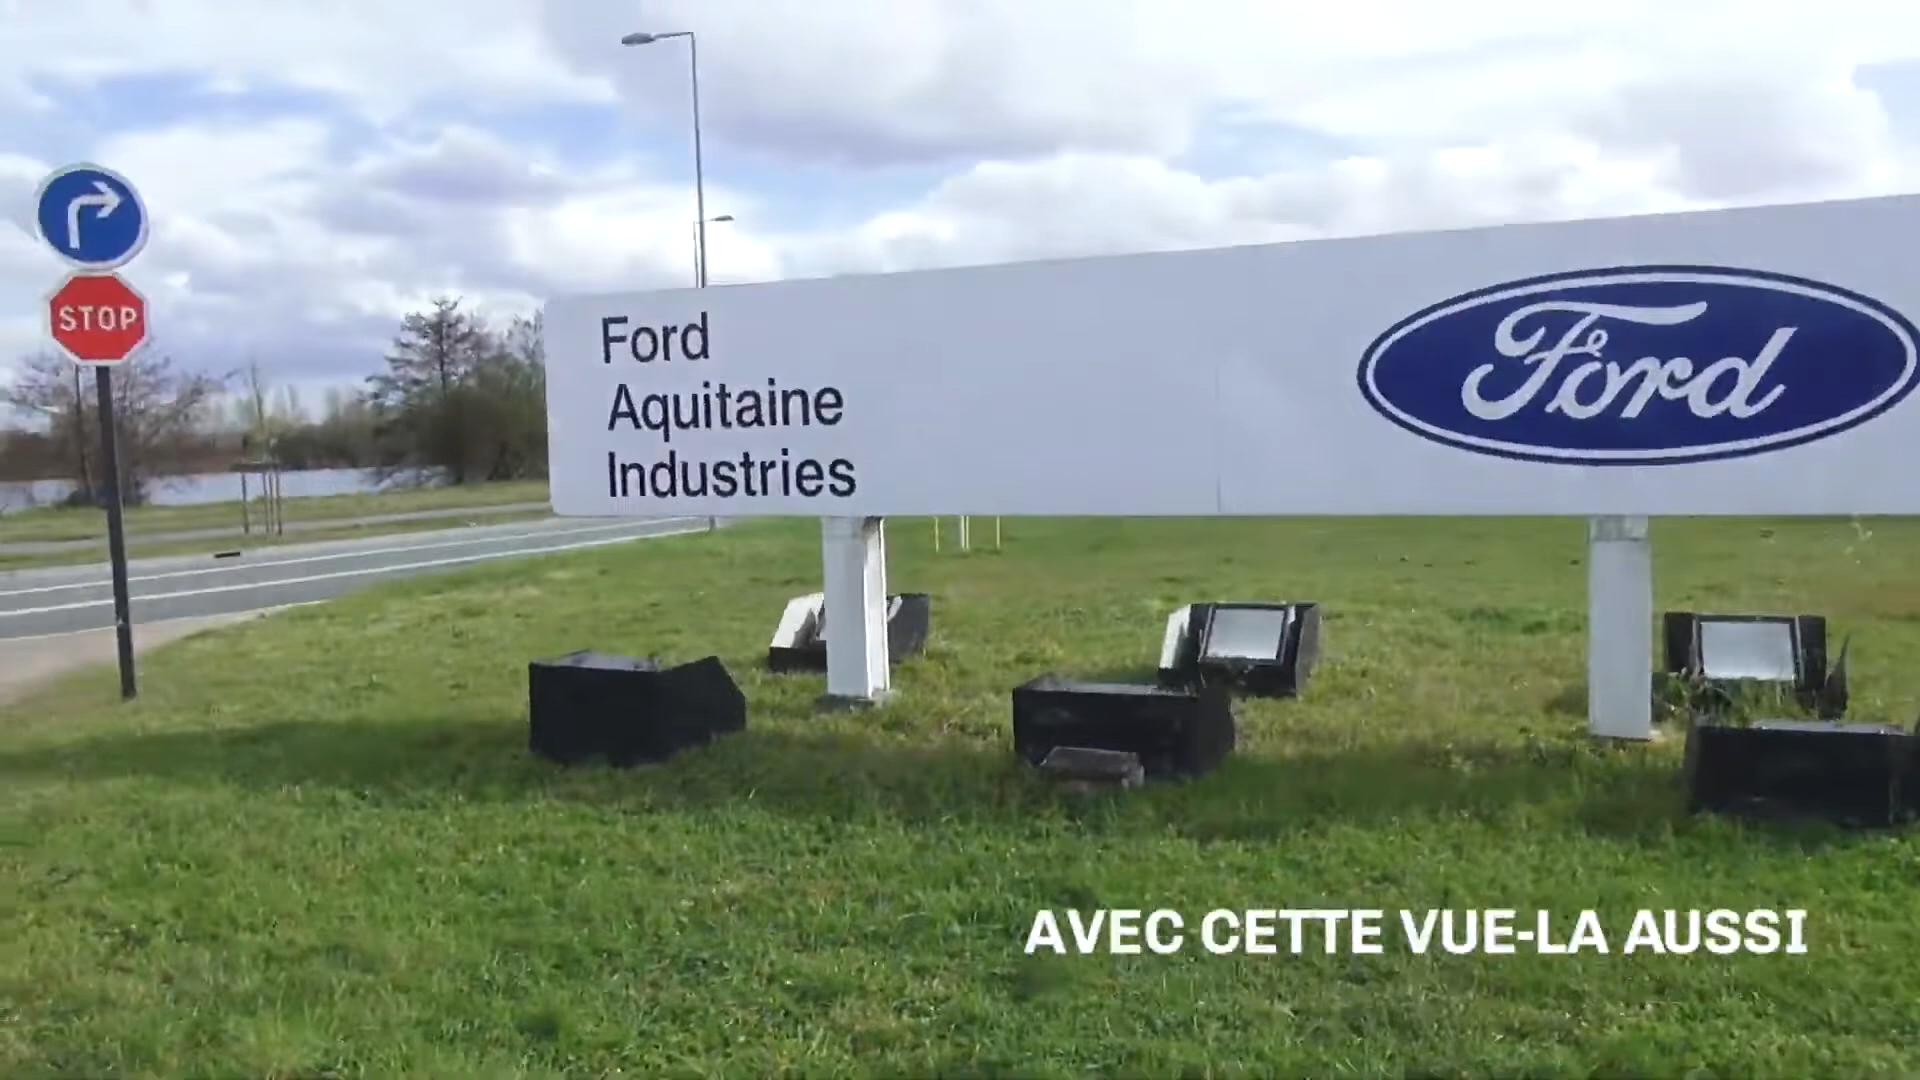 STOP
Ford
Aquitaine
Industries
Ford
AVEC CETTE VUE-LA AUSSI